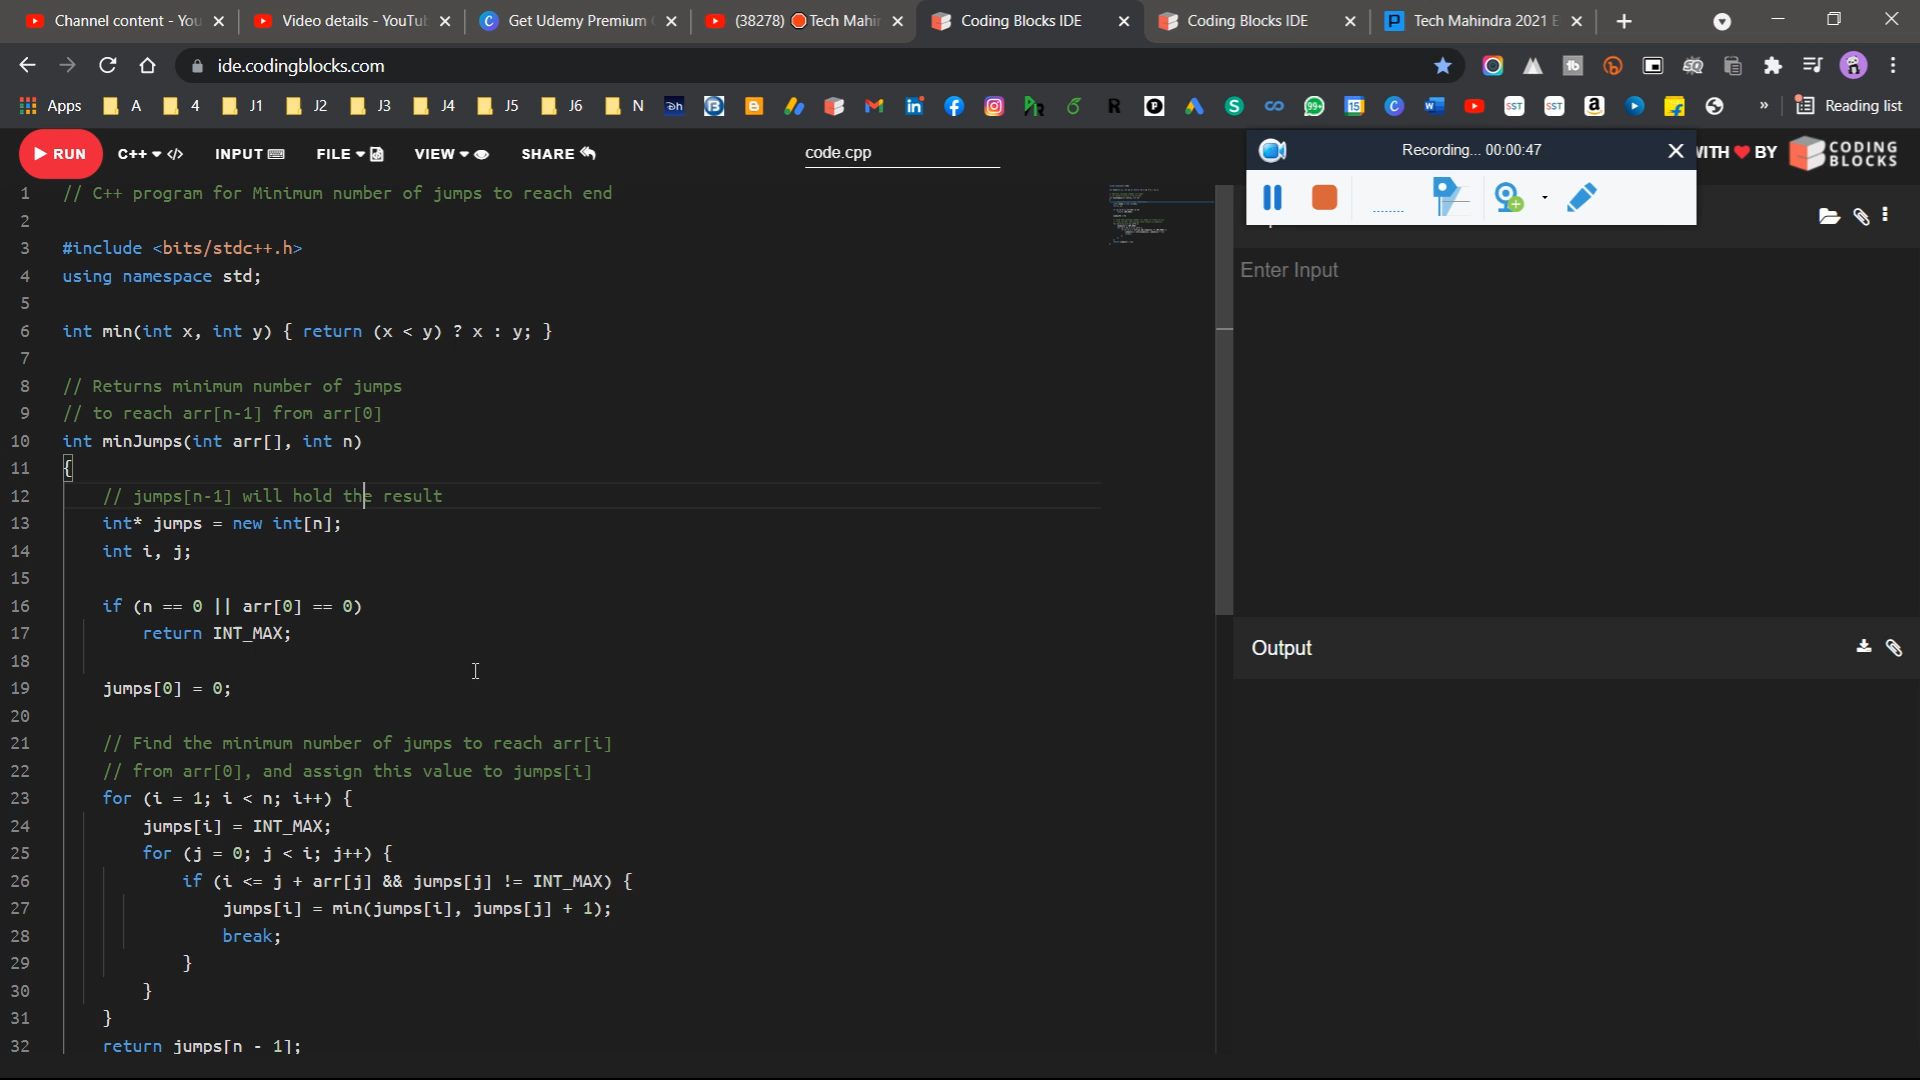 Channel content - You
Video details - YouTu
Get Udemy Premium
(38278) 🛑Tech Mahin
Coding Blocks IDE
Coding Blocks IDE
Tech Mahindra 2021 E
ide.codingblocks.com
Apps
A
4
J1
J2
J3
J4
J5
J6
N
Reading list
RUN
C++
INPUT
FILE
VIEW
SHARE
code.cpp
Recording... 00:00:47
WITH ❤ BY
CODING
BLOCKS
1 // C++ program for Minimum number of jumps to reach end
2
3 #include <bits/stdc++.h>
4 using namespace std;
5
6 int min(int x, int y) { return (x < y) ? x : y; }
7
8 // Returns minimum number of jumps
9 // to reach arr[n-1] from arr[0]
10 int minJumps(int arr[], int n)
11 {
12 // jumps[n-1] will hold the result
13 int* jumps = new int[n];
14 int i, j;
15
16 if (n == 0 || arr[0] == 0)
17 return INT_MAX;
18
19 jumps[0] = 0;
20
21 // Find the minimum number of jumps to reach arr[i]
22 // from arr[0], and assign this value to jumps[i]
23 for (i = 1; i < n; i++) {
24 jumps[i] = INT_MAX;
25 for (j = 0; j < i; j++) {
26 if (i <= j + arr[j] && jumps[j] != INT_MAX) {
27 jumps[i] = min(jumps[i], jumps[j] + 1);
28 break;
29 }
30 }
31 }
32 return jumps[n - 1];
Enter Input
Output